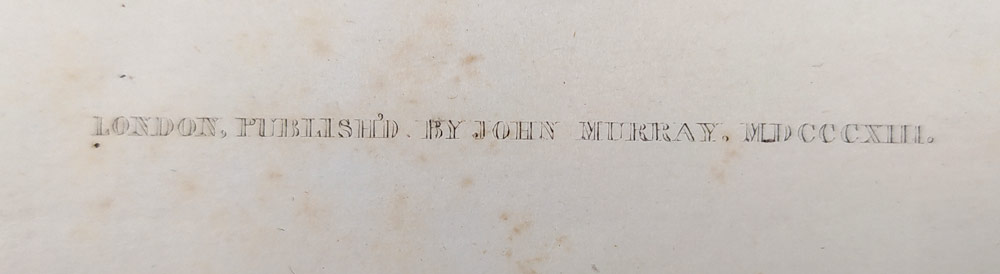 LONDON, PUBLISH'D. BY JOHN MURRAY. MDCCCXIII.